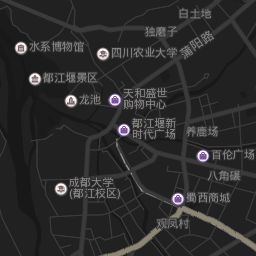 白土地
独磨子
蒲阳路
水系博物馆
四川农业大学
都江堰景区
龙池
天和盛世
购物中心
都江堰新
时代广场
养鹿场
百伦广场
八角碾
成都大学
(都江校区)
蜀西商城
观凤村